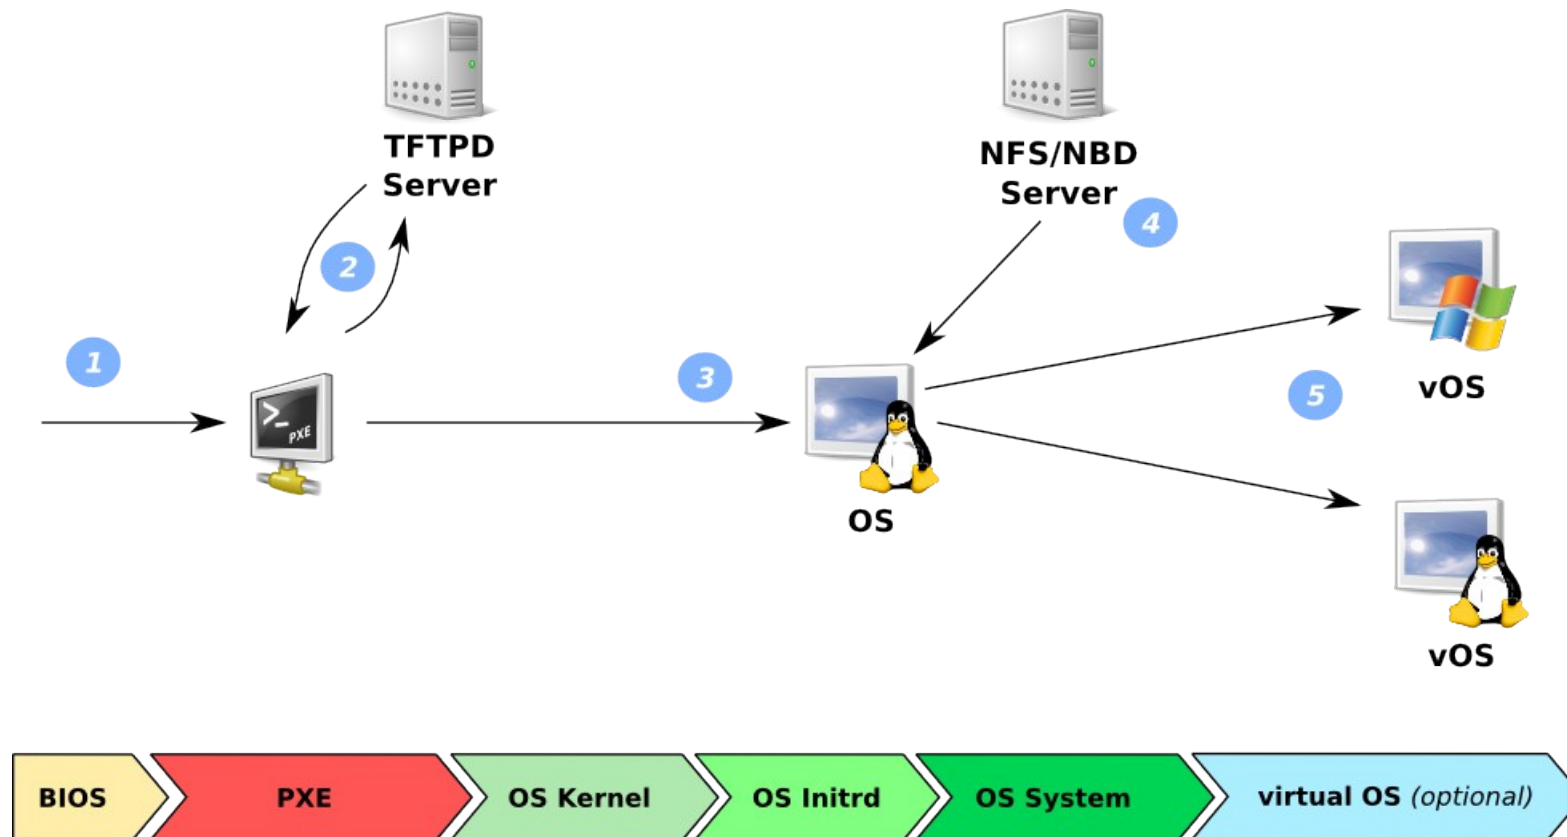 TFTPD
Server
NFS/NBD
Server
4
2
1
3
5
>_
PXE
vOS
OS
vOS
BIOS
PXE
OS Kernel
OS Initrd
OS System
virtual OS (optional)